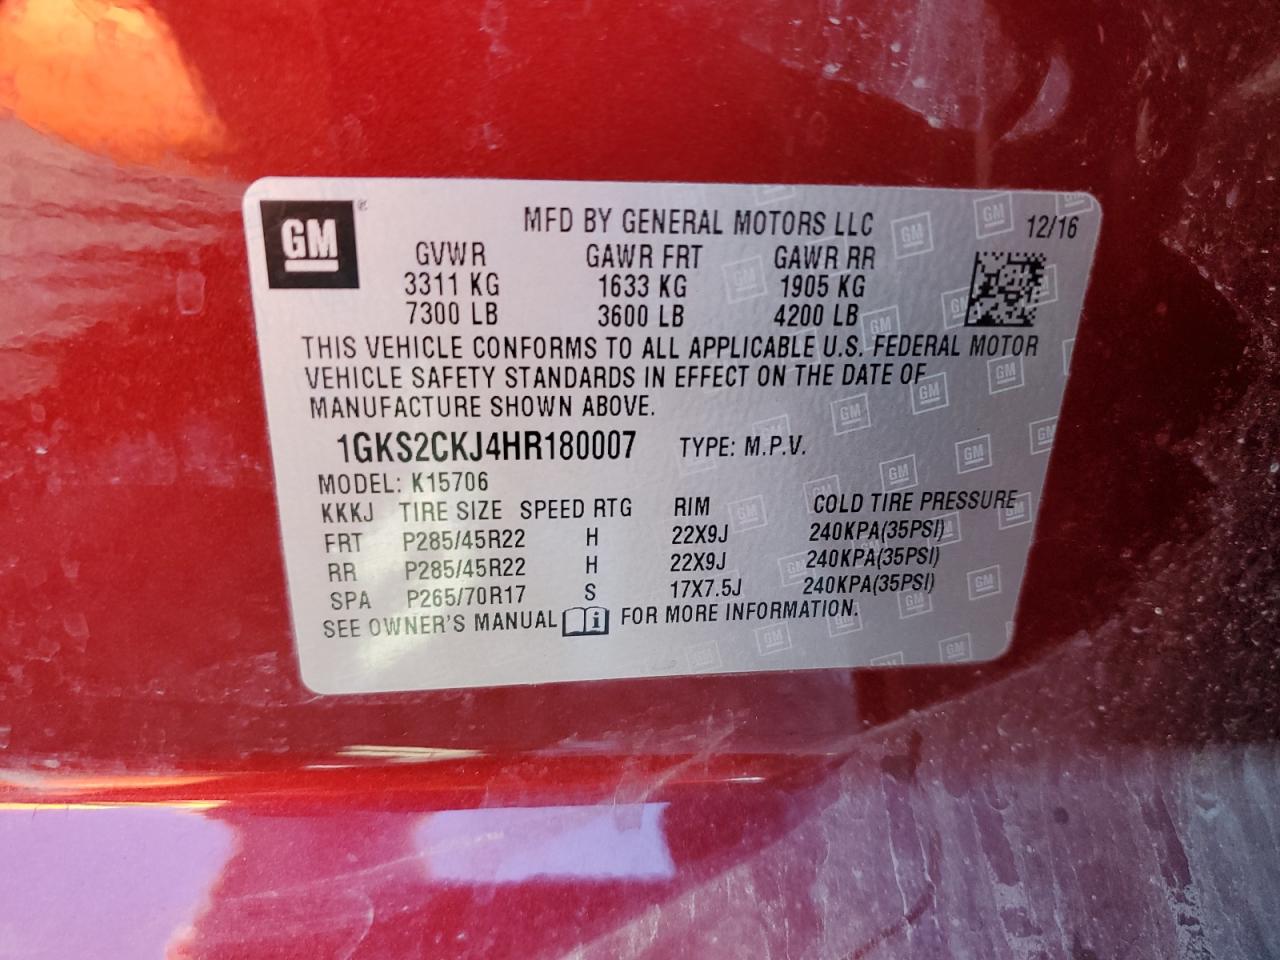 GM
MFD BY GENERAL MOTORS LLC 12/16
GVWR GAWR FRT GAWR RR
3311 KG 1633 KG 1905 KG
7300 LB 3600 LB 4200 LB
THIS VEHICLE CONFORMS TO ALL APPLICABLE U.S. FEDERAL MOTOR
VEHICLE SAFETY STANDARDS IN EFFECT ON THE DATE OF
MANUFACTURE SHOWN ABOVE.
1GKS2CKJ4HR180007 TYPE: M.P.V.
MODEL: K15706
KKKJ TIRE SIZE SPEED RTG RIM COLD TIRE PRESSURE
FRT P285/45R22 H 22X9J 240KPA(35PSI)
RR P285/45R22 H 22X9J 240KPA(35PSI)
SPA P265/70R17 S 17X7.5J 240KPA(35PSI)
SEE OWNER'S MANUAL i FOR MORE INFORMATION.